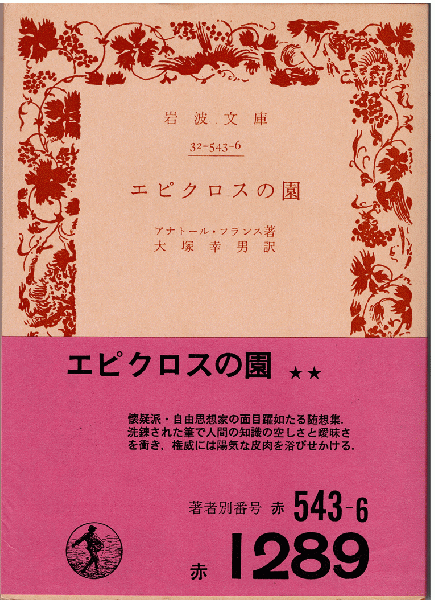 岩波文庫
32-543-6
エピクロスの園
アナトール・フランス著
大塚幸男訳
エピクロスの園 ★★
懐疑派・自由思想家の面目躍如たる随想集.
洗練された筆で人間の知識の空しさと曖昧さ
を衝き, 権威には陽気な皮肉を浴びせかける.
著者別番号 赤 543-6
赤 1289